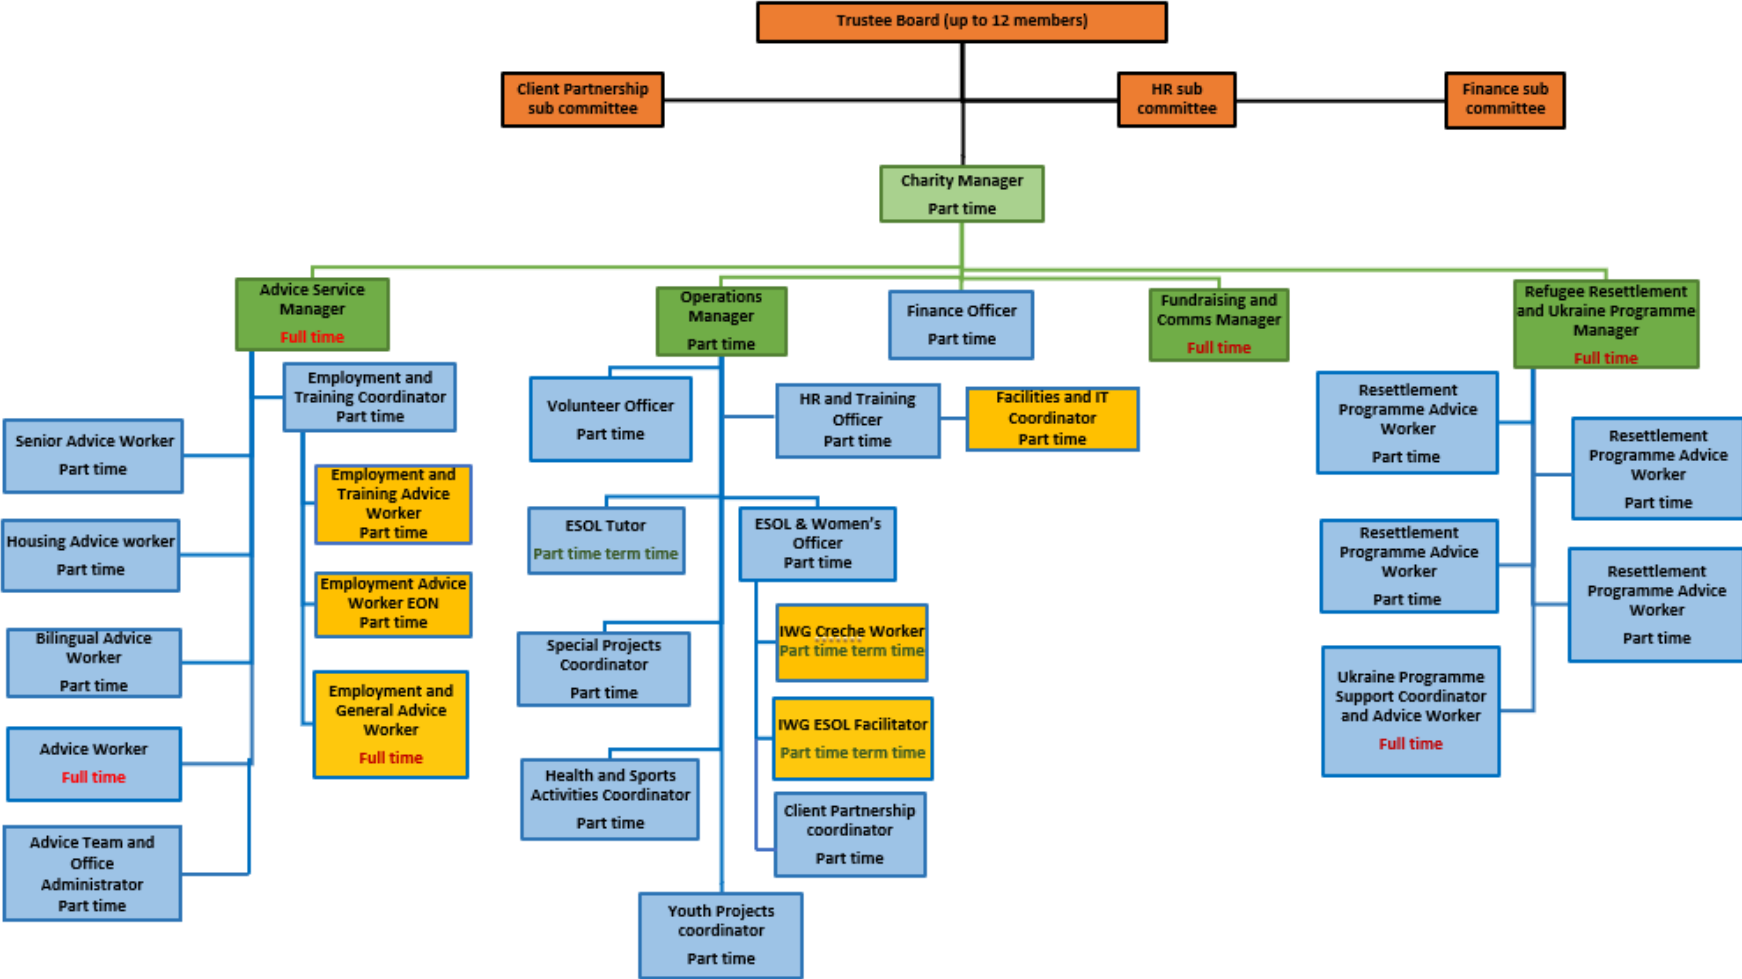 Trustee Board (up to 12 members)
Client Partnership
sub committee
HR sub
committee
Finance sub
committee
Charity Manager
Part time
Advice Service
Manager
Full time
Operations
Manager
Part time
Finance Officer
Part time
Fundraising and
Comms Manager
Full time
Refugee Resettlement
and Ukraine Programme
Manager
Full time
Employment and
Training Coordinator
Part time
Senior Advice Worker
Part time
Housing Advice worker
Part time
Bilingual Advice
Worker
Part time
Advice Worker
Full time
Advice Team and
Office
Administrator
Part time
Employment and
Training Advice
Worker
Part time
Employment Advice
Worker EON
Part time
Employment and
General Advice
Worker
Full time
Volunteer Officer
Part time
HR and Training
Officer
Part time
Facilities and IT
Coordinator
Part time
ESOL Tutor
Part time term time
ESOL & Women's
Officer
Part time
IWG Creche Worker
Part time term time
IWG ESOL Facilitator
Part time term time
Client Partnership
coordinator
Part time
Special Projects
Coordinator
Part time
Health and Sports
Activities Coordinator
Part time
Youth Projects
coordinator
Part time
Resettlement
Programme Advice
Worker
Part time
Resettlement
Programme Advice
Worker
Part time
Resettlement
Programme Advice
Worker
Part time
Resettlement
Programme Advice
Worker
Part time
Ukraine Programme
Support Coordinator
and Advice Worker
Full time